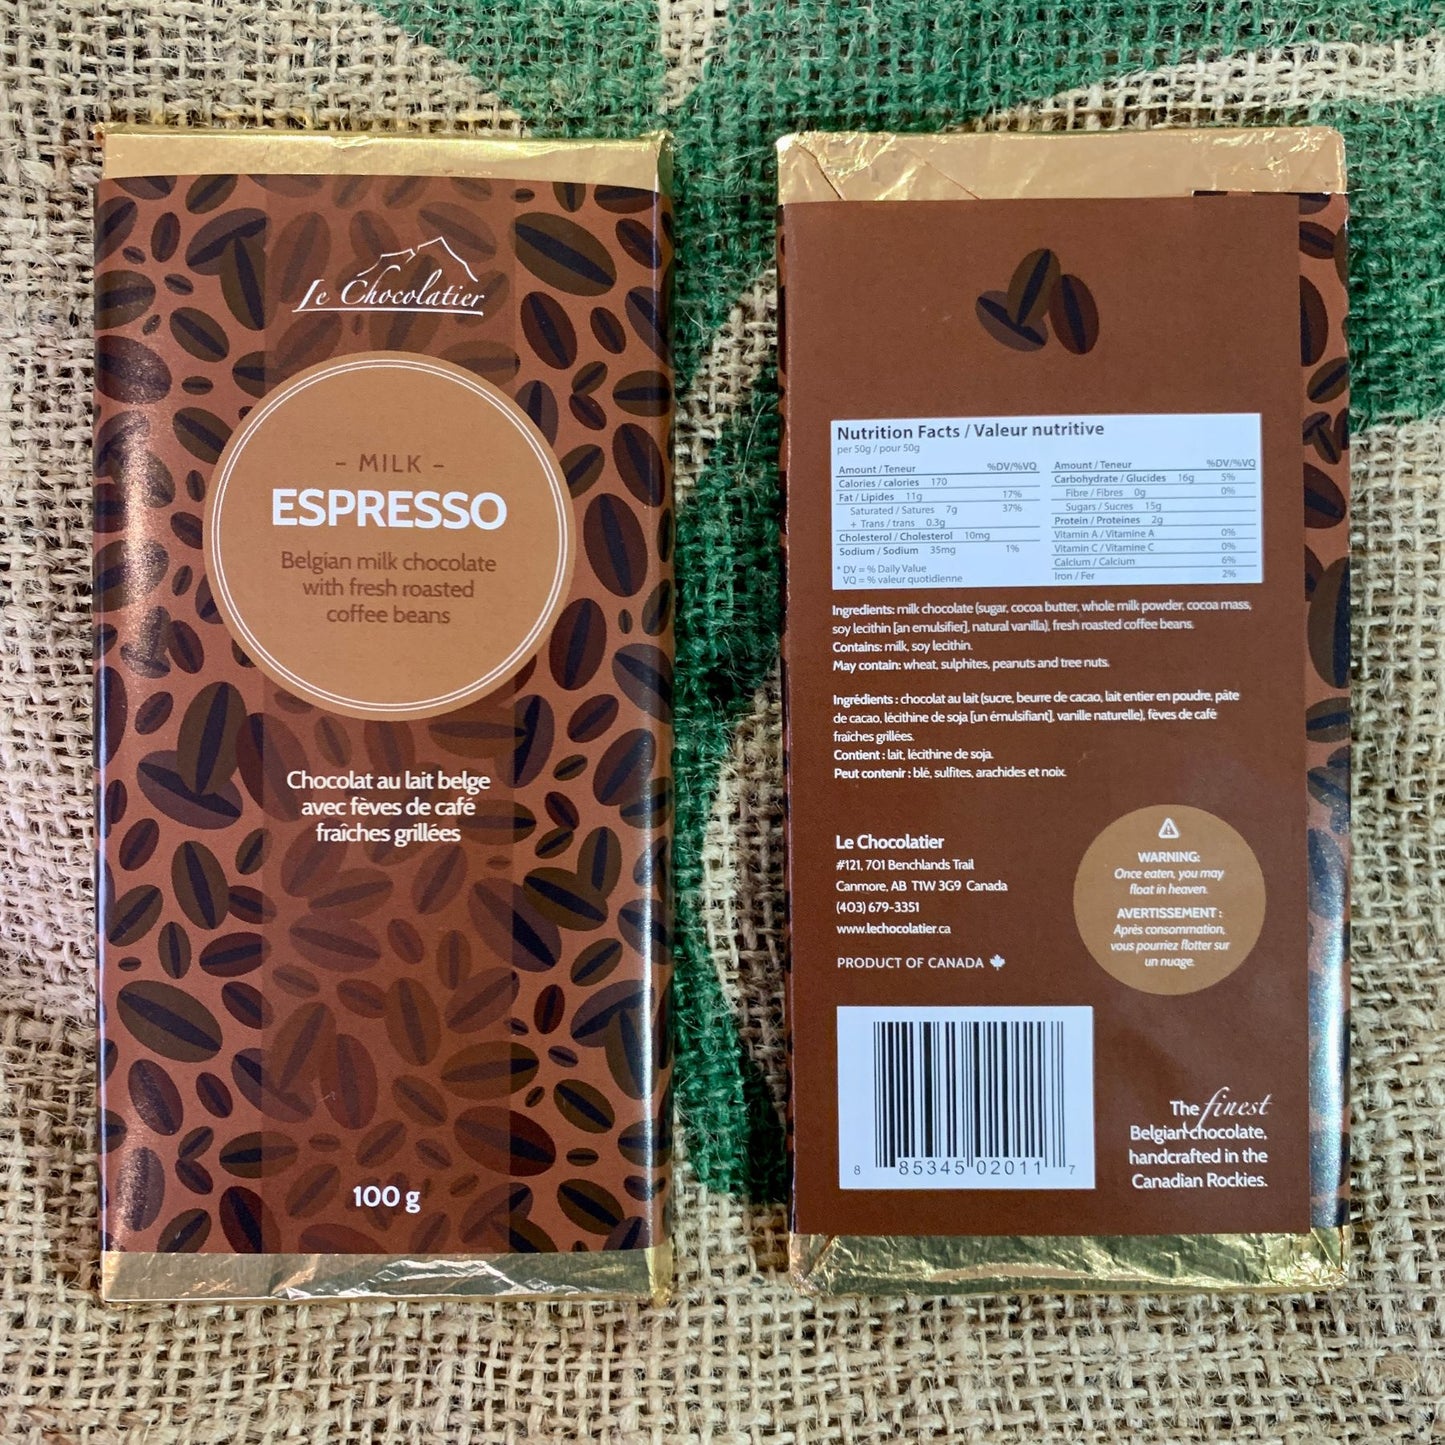 Le Chocolatier
- MILK -
ESPRESSO
Belgian milk chocolate
with fresh roasted
coffee beans
Chocolat au lait belge
avec fèves de café
fraîches grillées
100 g
Nutrition Facts / Valeur nutritive
per 50g / pour 50g
Amount / Teneur %DV/%VQ
Calories / calories 170
Fat / Lipides 11g 17%
Saturated / Satures 7g 37%
+ Trans / trans 0.3g
Cholesterol / Cholesterol 10mg
Sodium / Sodium 35mg 1%
* DV = % Daily Value
VQ = % valeur quotidienne
Amount / Teneur %DV/%VQ
Carbohydrate / Glucides 16g 5%
Fibre / Fibres 0g 0%
Sugars / Sucres 15g
Protein / Proteines 2g
Vitamin A / Vitamine A 0%
Vitamin C / Vitamine C 0%
Calcium / Calcium 6%
Iron / Fer 2%
Ingredients: milk chocolate (sugar, cocoa butter, whole milk powder, cocoa mass,
soy lecithin [an emulsifier], natural vanilla), fresh roasted coffee beans.
Contains: milk, soy lecithin.
May contain: wheat, sulphites, peanuts and tree nuts.
Ingrédients : chocolat au lait (sucre, beurre de cacao, lait entier en poudre, pâte
de cacao, lécithine de soja [un émulsifiant], vanille naturelle), fèves de café
fraîches grillées.
Contient : lait, lécithine de soja.
Peut contenir : blé, sulfites, arachides et noix.
Le Chocolatier
#121, 701 Benchlands Trail
Canmore, AB T1W 3G9 Canada
(403) 679-3351
www.lechocolatier.ca
PRODUCT OF CANADA
WARNING:
Once eaten, you may
float in heaven.
AVERTISSEMENT :
Après consommation,
vous pourriez flotter sur
un nuage.
8 85345 02011 7
The finest
Belgian chocolate,
handcrafted in the
Canadian Rockies.